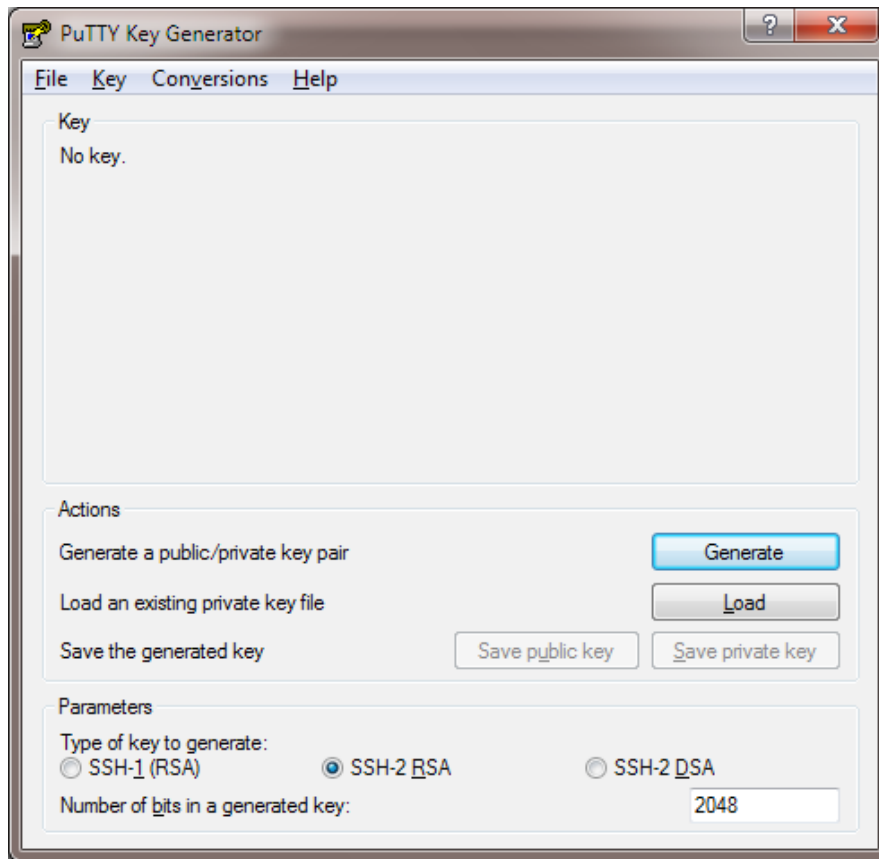 PuTTY Key Generator
?
File Key Conversions Help
Key
No key.
Actions
Generate a public/private key pair Generate
Load an existing private key file Load
Save the generated key Save public key Save private key
Parameters
Type of key to generate:
SSH-1 (RSA) SSH-2 RSA SSH-2 DSA
Number of bits in a generated key: 2048